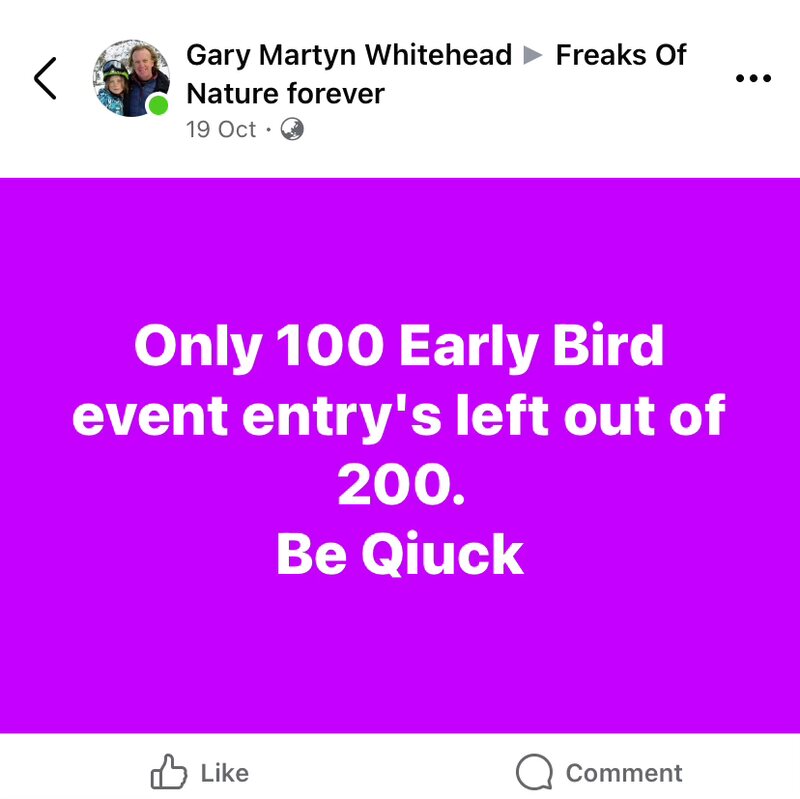 Gary Martyn Whitehead ▶ Freaks Of
Nature forever
19 Oct ·
Only 100 Early Bird
event entry's left out of
200.
Be Qiuck
Like
Comment